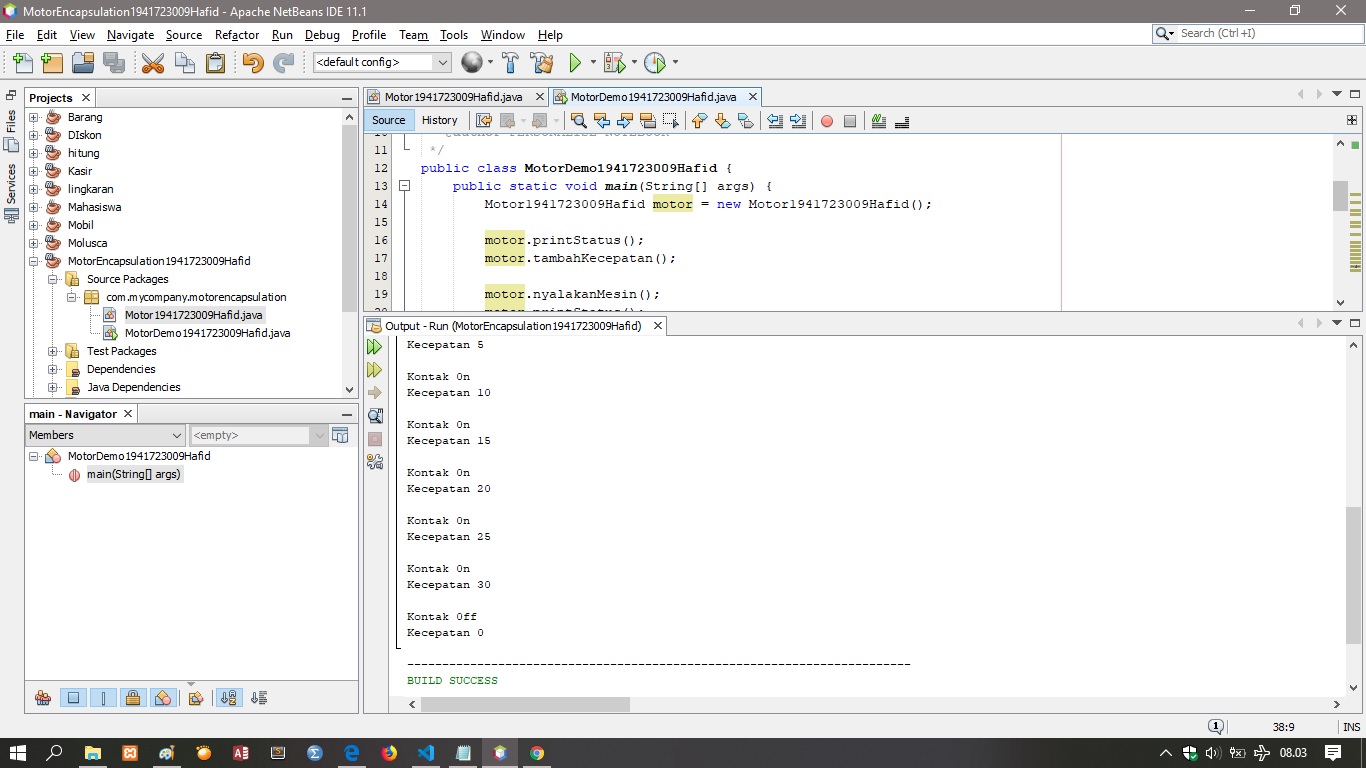 MotorEncapsulation1941723009Hafid - Apache NetBeans IDE 11.1
File Edit View Navigate Source Refactor Run Debug Profile Team Tools Window Help
Search (Ctrl+I)
<default config>
Files
Services
Projects
Barang
DIskon
hitung
Kasir
lingkaran
Mahasiswa
Mobil
Molusca
MotorEncapsulation1941723009Hafid
Source Packages
com.mycompany.motorencapsulation
Motor1941723009Hafid.java
MotorDemo1941723009Hafid.java
Test Packages
Dependencies
Java Dependencies
main - Navigator
Members
<empty>
MotorDemo1941723009Hafid
main(String[] args)
Motor1941723009Hafid.java MotorDemo1941723009Hafid.java
Source History
11 */
12 public class MotorDemo1941723009Hafid {
13 public static void main(String[] args) {
14 Motor1941723009Hafid motor = new Motor1941723009Hafid();
15
16 motor.printStatus();
17 motor.tambahKecepatan();
18
19 motor.nyalakanMesin();
Output - Run (MotorEncapsulation1941723009Hafid)
Kecepatan 5
Kontak On
Kecepatan 10
Kontak On
Kecepatan 15
Kontak On
Kecepatan 20
Kontak On
Kecepatan 25
Kontak On
Kecepatan 30
Kontak Off
Kecepatan 0
------------------------------------------------------------------------
BUILD SUCCESS
1 38:9 INS
08.03